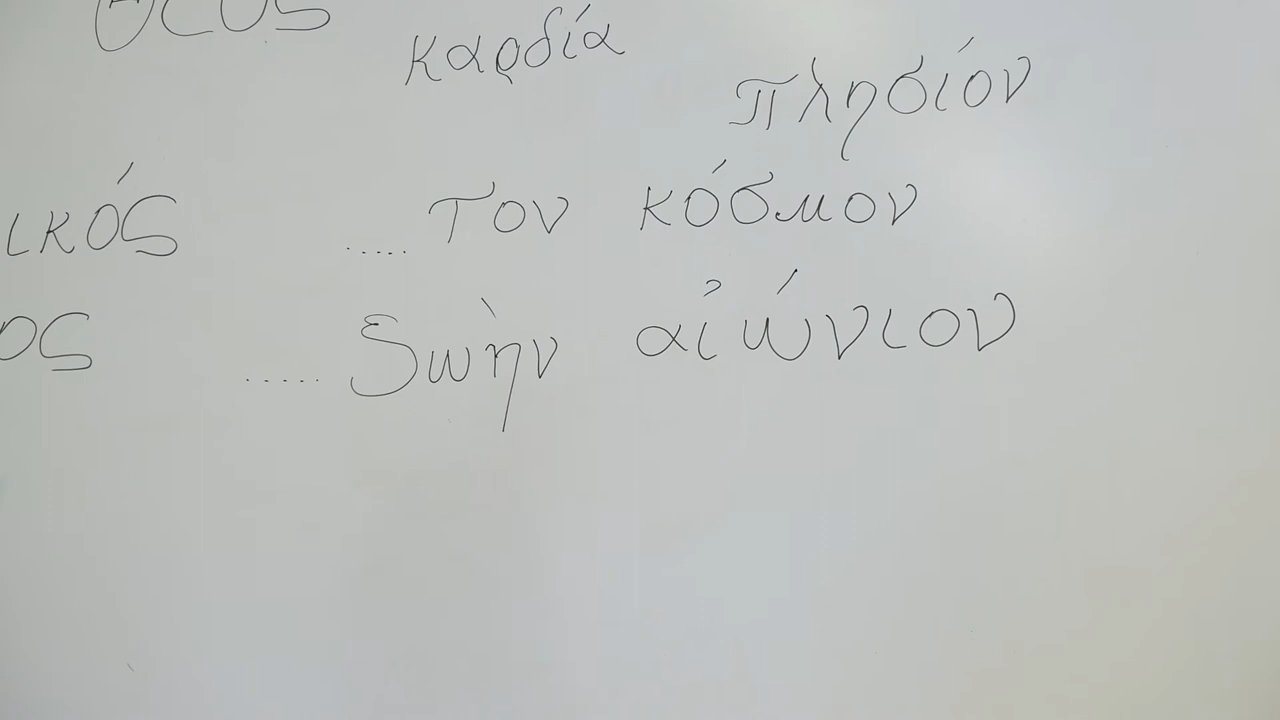 καρδία
πλησίον
..... τον κόσμον
..... ζωὴν αἰώνιον